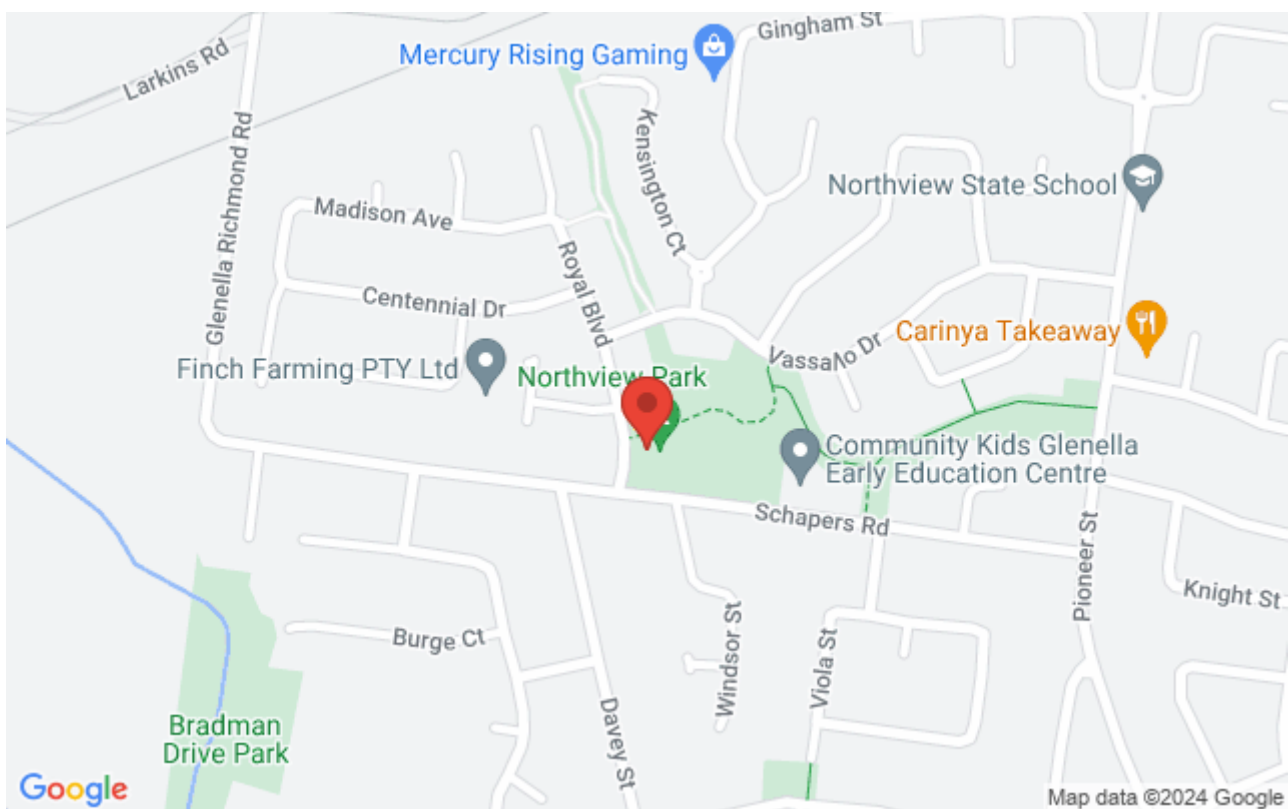 Gingham St
Larkins Rd
Mercury Rising Gaming
Kensington Ct
Glenella Richmond Rd
Northview State School
Madison Ave
Royal Blvd
Centennial Dr
Carinya Takeaway
Vassallo Dr
Finch Farming PTY Ltd
Northview Park
Community Kids Glenella
Early Education Centre
Schapers Rd
Pioneer St
Knight St
Burge Ct
Windsor St
Viola St
Davey St
Bradman
Drive Park
Google
Map data ©2024 Google